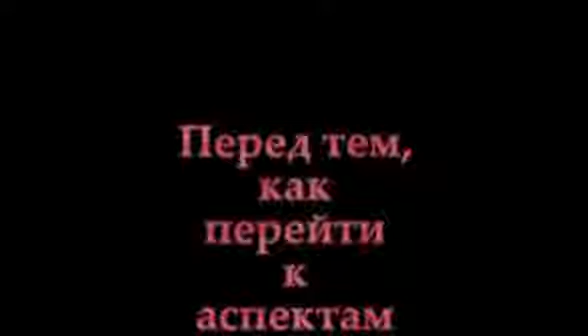 Перед тем,
как
перейти
к
аспектам